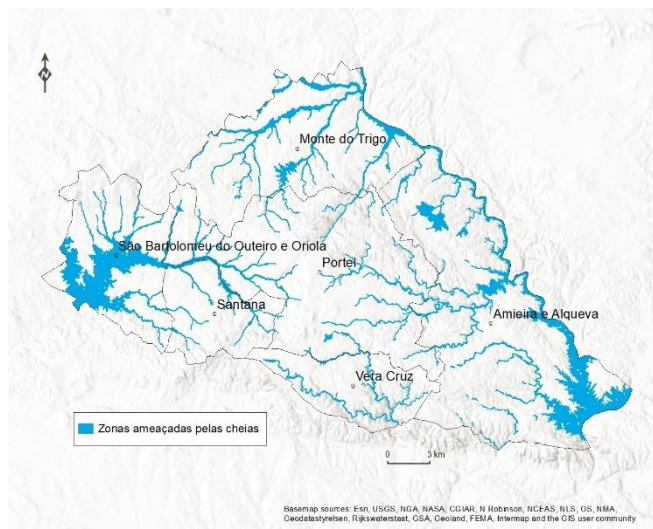 N
Monte do Trigo
São Bartolomeu do Outeiro e Oriola
Portel
Santana
Amieira e Alqueva
Vera Cruz
Zonas ameaçadas pelas cheias
0 3 km
Basemap sources: Esri, USGS, NGA, NASA, CGIAR, N Robinson, NCEAS, NLS, OS, NMA,
Geodatastyrelsen, Rijkswaterstaat, GSA, Geoland, FEMA, Intermap and the GIS user community